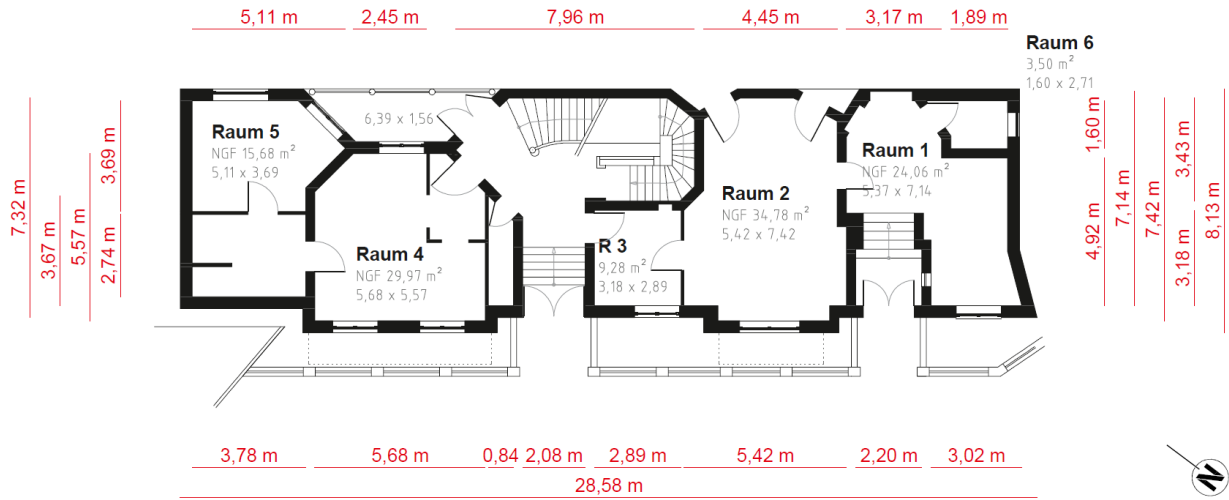 5,11 m 2,45 m 7,96 m 4,45 m 3,17 m 1,89 m
Raum 6
3,50 m²
1,60 x 2,71
6,39 x 1,56
Raum 5
NGF 15,68 m²
5,11 x 3,69
Raum 1
NGF 24,06 m²
5,37 x 7,14
Raum 2
NGF 34,78 m²
5,42 x 7,42
Raum 4
NGF 29,97 m²
5,68 x 5,57
R 3
9,28 m²
3,18 x 2,89
7,32 m
3,67 m
5,57 m
3,69 m
2,74 m
1,60 m
4,92 m
7,14 m
7,42 m
3,43 m
3,18 m
8,13 m
3,78 m 5,68 m 0,84 2,08 m 2,89 m 5,42 m 2,20 m 3,02 m
28,58 m
N